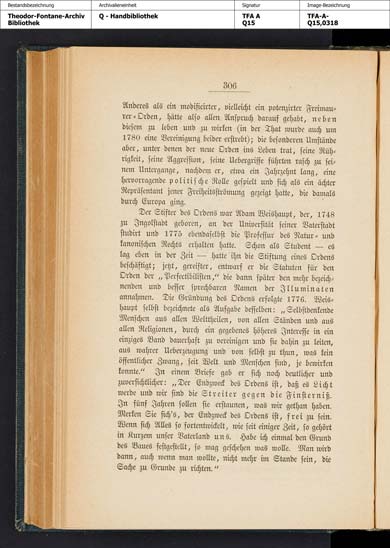 Bestandsbezeichnung
Archivalieneinheit
Signatur
Image-Bezeichnung
Theodor-Fontane-Archiv
Bibliothek
Q - Handbibliothek
TFA A
Q15
TFA-A-
Q15,0318
306
Anderes als ein modificirter, vielleicht ein potenzirter Freimau-
rer-Orden, hätte also allen Anspruch darauf gehabt, neben
diesem zu leben und zu wirken (in der That wurde auch um
1780 eine Vereinigung beider erstrebt); die besonderen Umstände
aber, unter denen der neue Orden ins Leben trat, seine Rüh-
rigkeit, seine Aggression, seine Uebergriffe führten rasch zu sei-
nem Untergange, nachdem er, etwa ein Jahrzehnt lang, eine
hervorragende politische Rolle gespielt und sich als ein ächter
Repräsentant jener Freiheitsströmung gezeigt hatte, die damals
durch Europa ging.
Der Stifter des Ordens war Adam Weishaupt, der, 1748
zu Ingolstadt geboren, an der Universität seiner Vaterstadt
studirt und 1775 ebendaselbst die Professur des Natur- und
kanonischen Rechts erhalten hatte. Schon als Student — es
lag eben in der Zeit — hatte ihn die Stiftung eines Ordens
beschäftigt; jetzt, gereifter, entwarf er die Statuten für den
Orden der „Perfectibilisten,“ die dann später den mehr bezeich-
nenden und besser sprechbaren Namen der Illuminaten
annahmen. Die Gründung des Ordens erfolgte 1776. Weis-
haupt selbst bezeichnete als Aufgabe desselben: „Selbstdenkende
Menschen aus allen Welttheilen, von allen Ständen und aus
allen Religionen, durch ein gegebenes höheres Interesse in ein
einziges Band dauerhaft zu vereinigen und sie dahin zu leiten,
aus wahrer Ueberzeugung und von selbst zu thun, was kein
öffentlicher Zwang, seit Welt und Menschen sind, je bewirken
konnte.“ In einem Briefe gab er sich noch deutlicher und
zuversichtlicher: „Der Endzweck des Ordens ist, daß es Licht
werde und wir sind die Streiter gegen die Finsterniß.
In fünf Jahren sollen sie erstaunen, was wir gethan haben.
Merken Sie sich's, der Endzweck des Ordens ist, frei zu sein.
Wenn sich Alles so fortentwickelt, wie seit einiger Zeit, so gehört
in Kurzem unser Vaterland uns. Habe ich einmal den Grund
des Baues festgestellt, so mag geschehen was wolle. Man wird
dann, auch wenn man wollte, nicht mehr im Stande sein, die
Sache zu Grunde zu richten.“